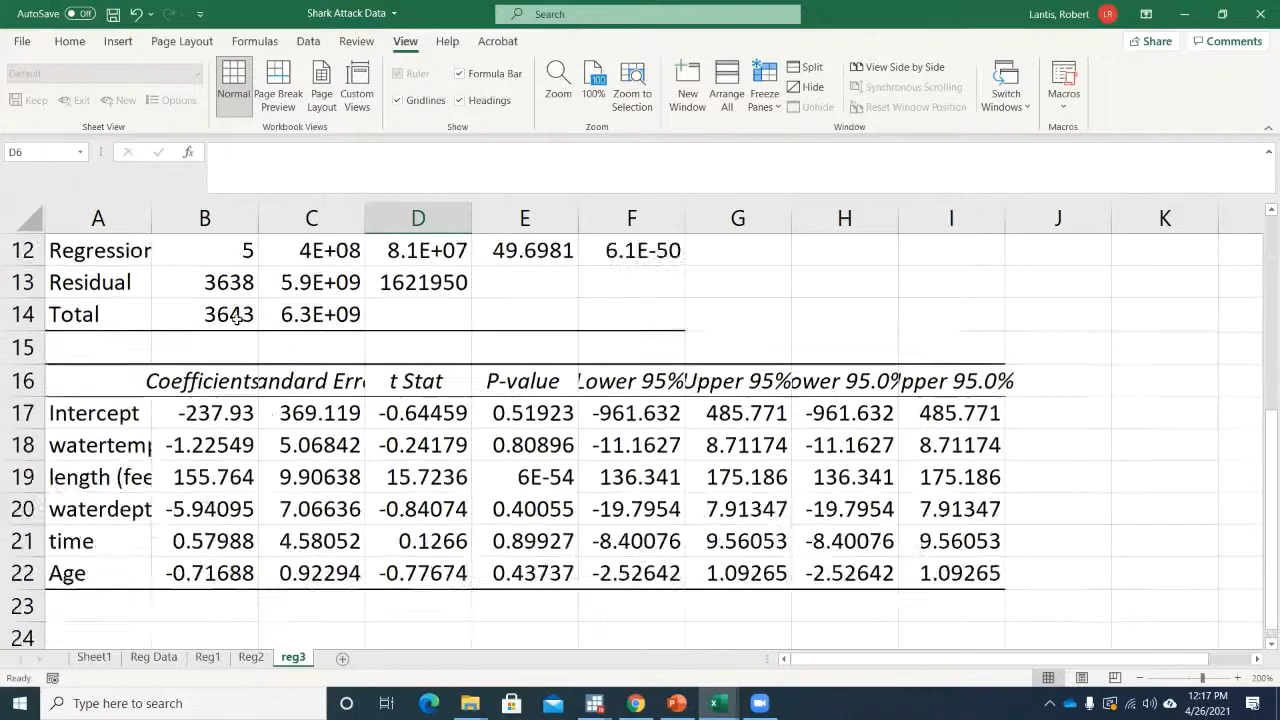 AutoSave Off Shark Attack Data Search Lantis, Robert LR
File Home Insert Page Layout Formulas Data Review View Help Acrobat Share Comments
Default
Keep Exit New Options
Sheet View
Normal Page Break Preview Page Layout Custom Views
Workbook Views
Ruler Formula Bar
Gridlines Headings
Show
Zoom 100% Zoom to Selection
Zoom
New Window Arrange All Freeze Panes
Split
Hide
Unhide
View Side by Side
Synchronous Scrolling
Reset Window Position
Switch Windows
Window
Macros
Macros
D6 fx
A B C D E F G H I J K
12 Regression 5 4E+08 8.1E+07 49.6981 6.1E-50
13 Residual 3638 5.9E+09 1621950
14 Total 3643 6.3E+09
15
16 Coefficients andard Erro t Stat P-value Lower 95% Upper 95% ower 95.0% pper 95.0%
17 Intercept -237.93 369.119 -0.64459 0.51923 -961.632 485.771 -961.632 485.771
18 watertemp -1.22549 5.06842 -0.24179 0.80896 -11.1627 8.71174 -11.1627 8.71174
19 length (fee 155.764 9.90638 15.7236 6E-54 136.341 175.186 136.341 175.186
20 waterdept -5.94095 7.06636 -0.84074 0.40055 -19.7954 7.91347 -19.7954 7.91347
21 time 0.57988 4.58052 0.1266 0.89927 -8.40076 9.56053 -8.40076 9.56053
22 Age -0.71688 0.92294 -0.77674 0.43737 -2.52642 1.09265 -2.52642 1.09265
23
24
Sheet1 Reg Data Reg1 Reg2 reg3
Ready 200%
Type here to search
12:17 PM
4/26/2021